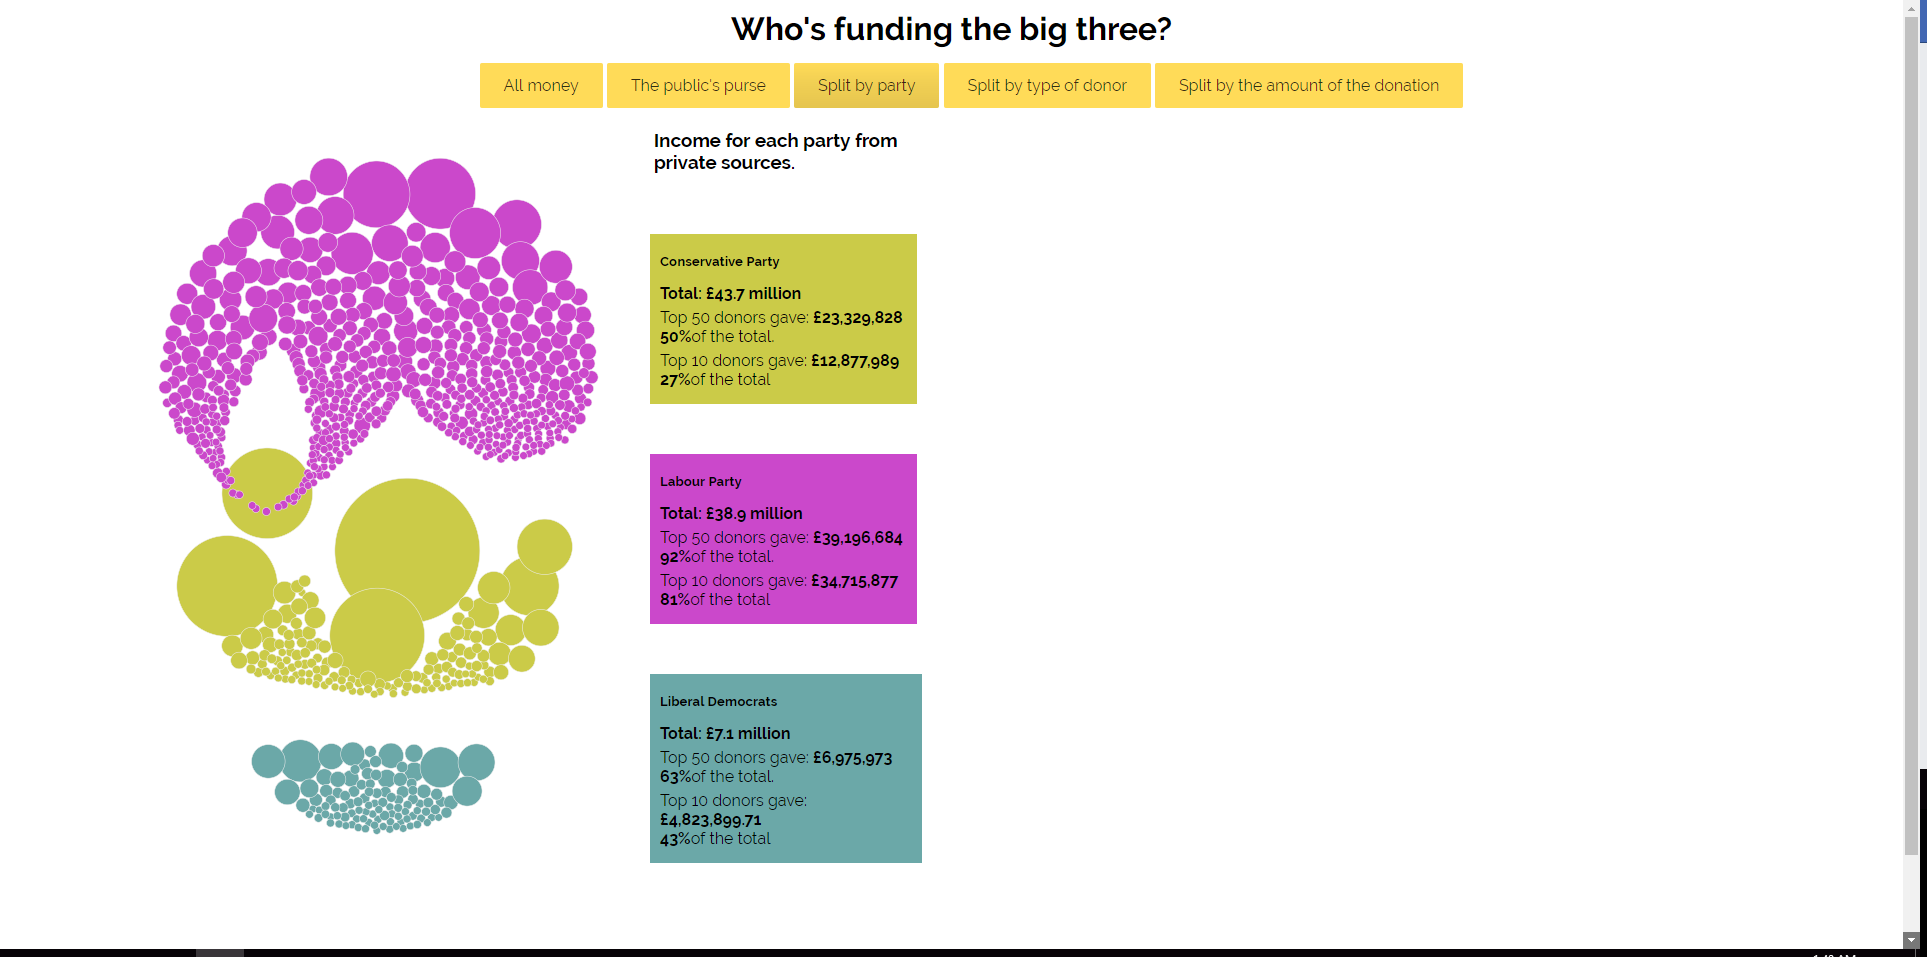 Who's funding the big three?
All money
The public's purse
Split by party
Split by type of donor
Split by the amount of the donation
Income for each party from
private sources.
Conservative Party
Total: £43.7 million
Top 50 donors gave: £23,329,828
50%of the total.
Top 10 donors gave: £12,877,989
27%of the total
Labour Party
Total: £38.9 million
Top 50 donors gave: £39,196,684
92%of the total.
Top 10 donors gave: £34,715,877
81%of the total
Liberal Democrats
Total: £7.1 million
Top 50 donors gave: £6,975,973
63%of the total.
Top 10 donors gave:
£4,823,899.71
43%of the total